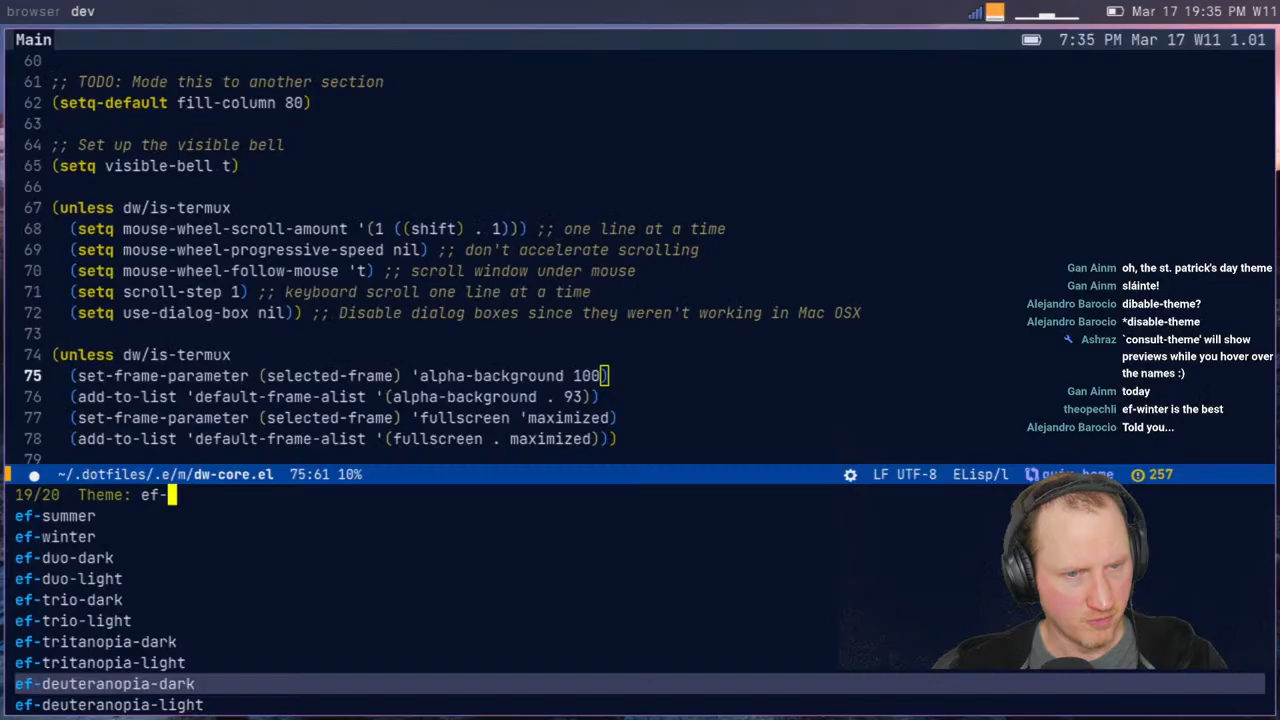 browser dev
Mar 17 19:35 PM W11
Main
7:35 PM Mar 17 W11 1.01
60
61 ;; TODO: Mode this to another section
62 (setq-default fill-column 80)
63
64 ;; Set up the visible bell
65 (setq visible-bell t)
66
67 (unless dw/is-termux
68 (setq mouse-wheel-scroll-amount '(1 ((shift) . 1))) ;; one line at a time
69 (setq mouse-wheel-progressive-speed nil) ;; don't accelerate scrolling
70 (setq mouse-wheel-follow-mouse 't) ;; scroll window under mouse
71 (setq scroll-step 1) ;; keyboard scroll one line at a time
72 (setq use-dialog-box nil)) ;; Disable dialog boxes since they weren't working in Mac OSX
73
74 (unless dw/is-termux
75 (set-frame-parameter (selected-frame) 'alpha-background 100)
76 (add-to-list 'default-frame-alist '(alpha-background . 93))
77 (set-frame-parameter (selected-frame) 'fullscreen 'maximized)
78 (add-to-list 'default-frame-alist '(fullscreen . maximized)))
79
Gan Ainm oh, the st. patrick's day theme
Gan Ainm sláinte!
Alejandro Barocio dibable-theme?
Alejandro Barocio *disable-theme
Ashraz `consult-theme' will show
previews while you hover over
the names :)
Gan Ainm today
theopechli ef-winter is the best
Alejandro Barocio Told you...
~/.dotfiles/.e/m/dw-core.el 75:61 10%
LF UTF-8 ELisp/l guix-home 257
19/20 Theme: ef-
ef-summer
ef-winter
ef-duo-dark
ef-duo-light
ef-trio-dark
ef-trio-light
ef-tritanopia-dark
ef-tritanopia-light
ef-deuteranopia-dark
ef-deuteranopia-light